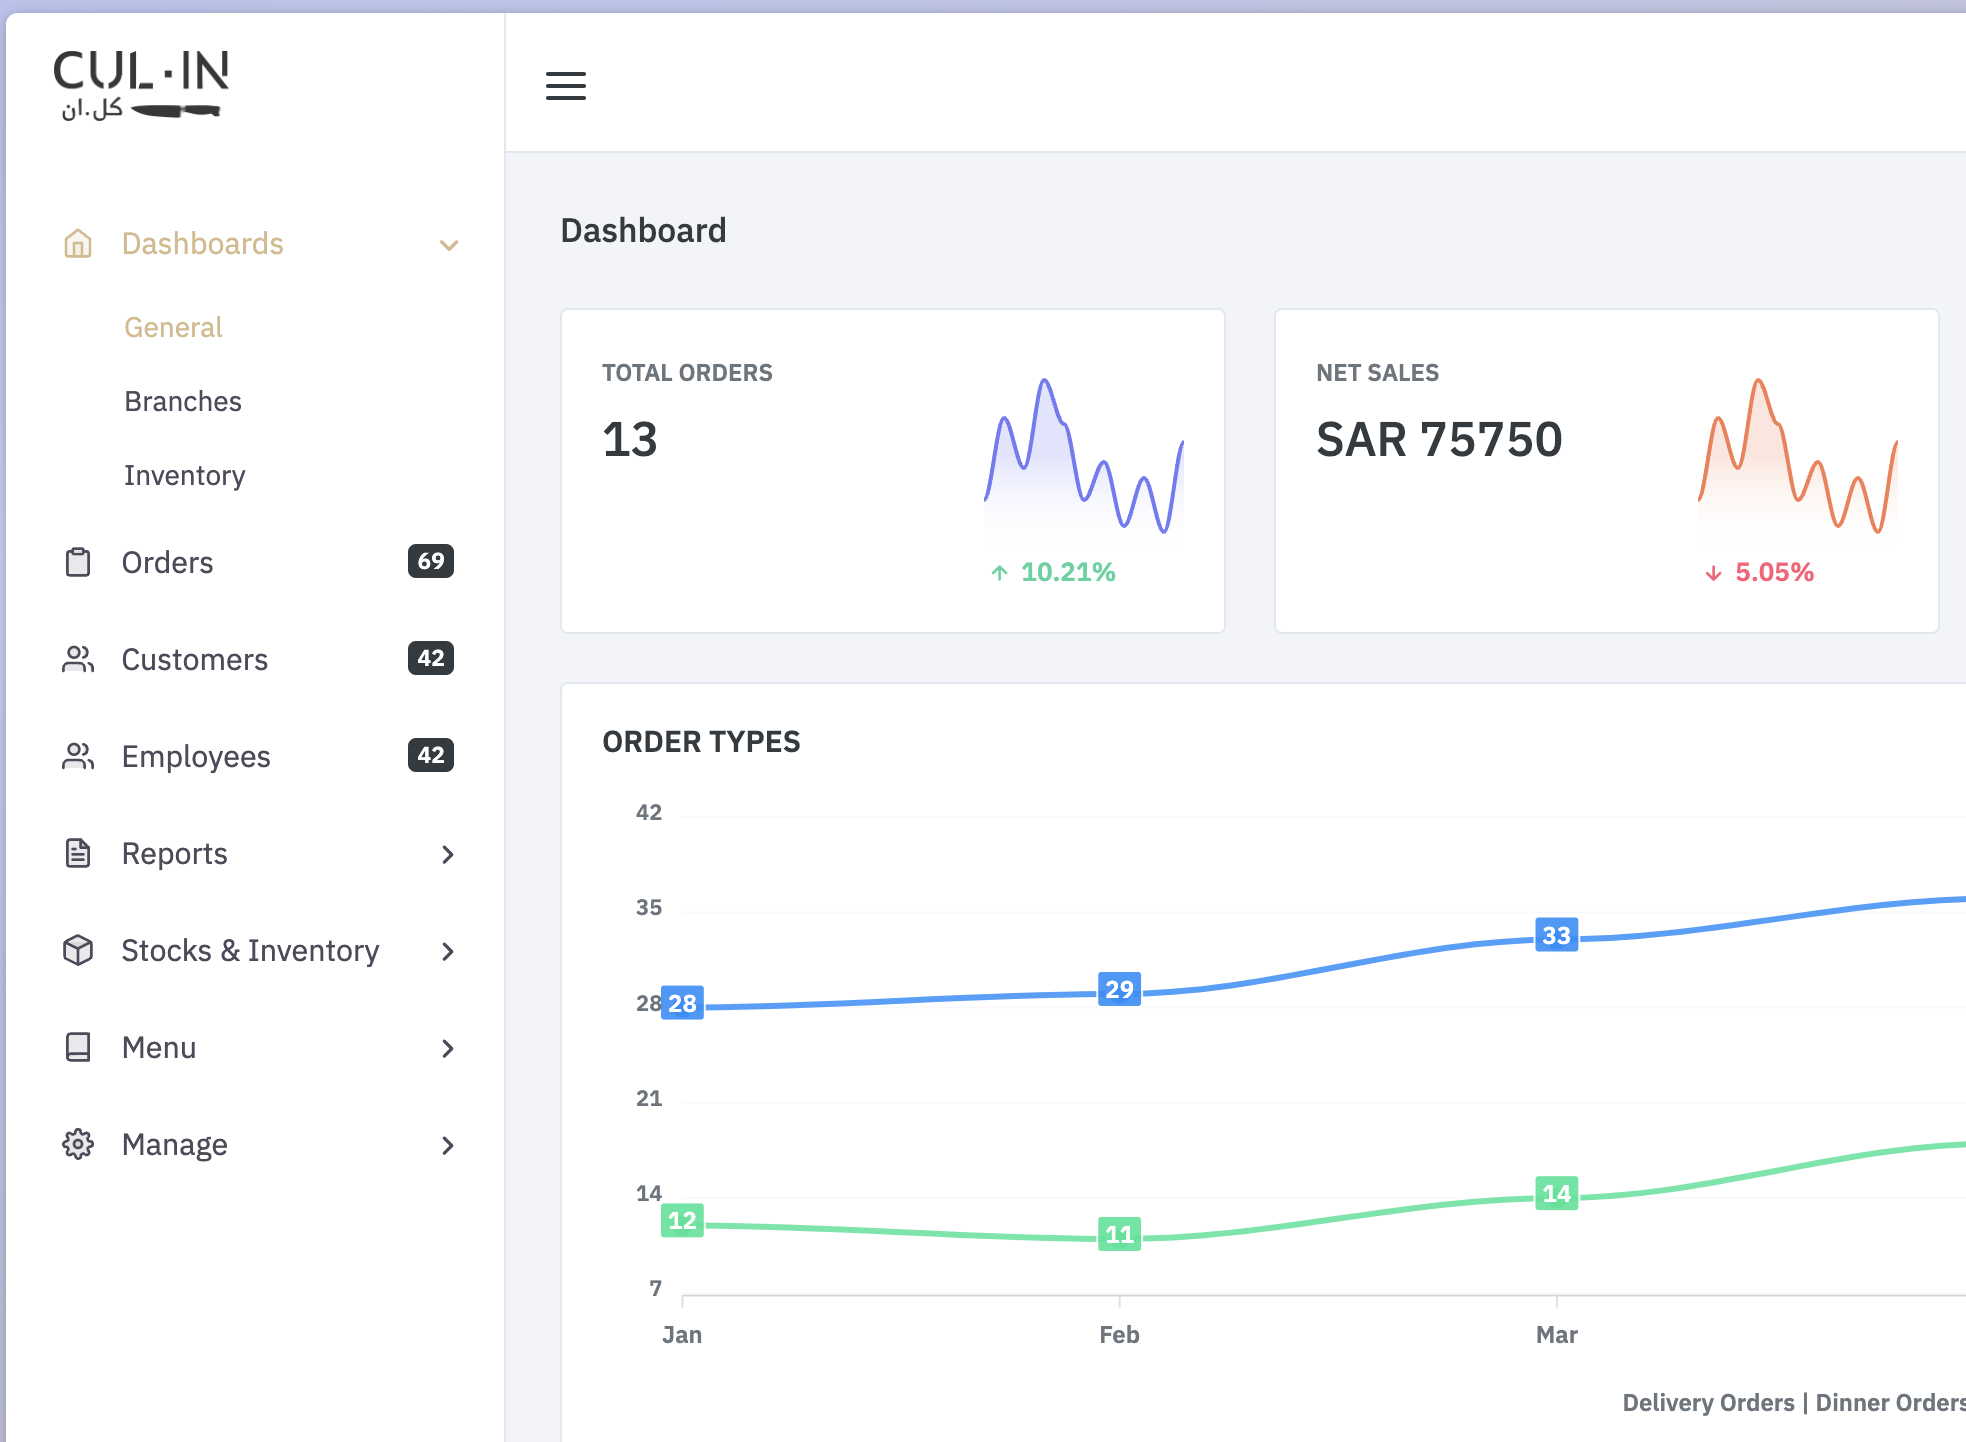 CUL·IN
كل.ان
Dashboards
General
Branches
Inventory
Orders 69
Customers 42
Employees 42
Reports
Stocks & Inventory
Menu
Manage
Dashboard
TOTAL ORDERS
13
10.21%
NET SALES
SAR 75750
5.05%
ORDER TYPES
42
35
28
21
14
7
28
29
33
12
11
14
Jan
Feb
Mar
Delivery Orders | Dinner Orders